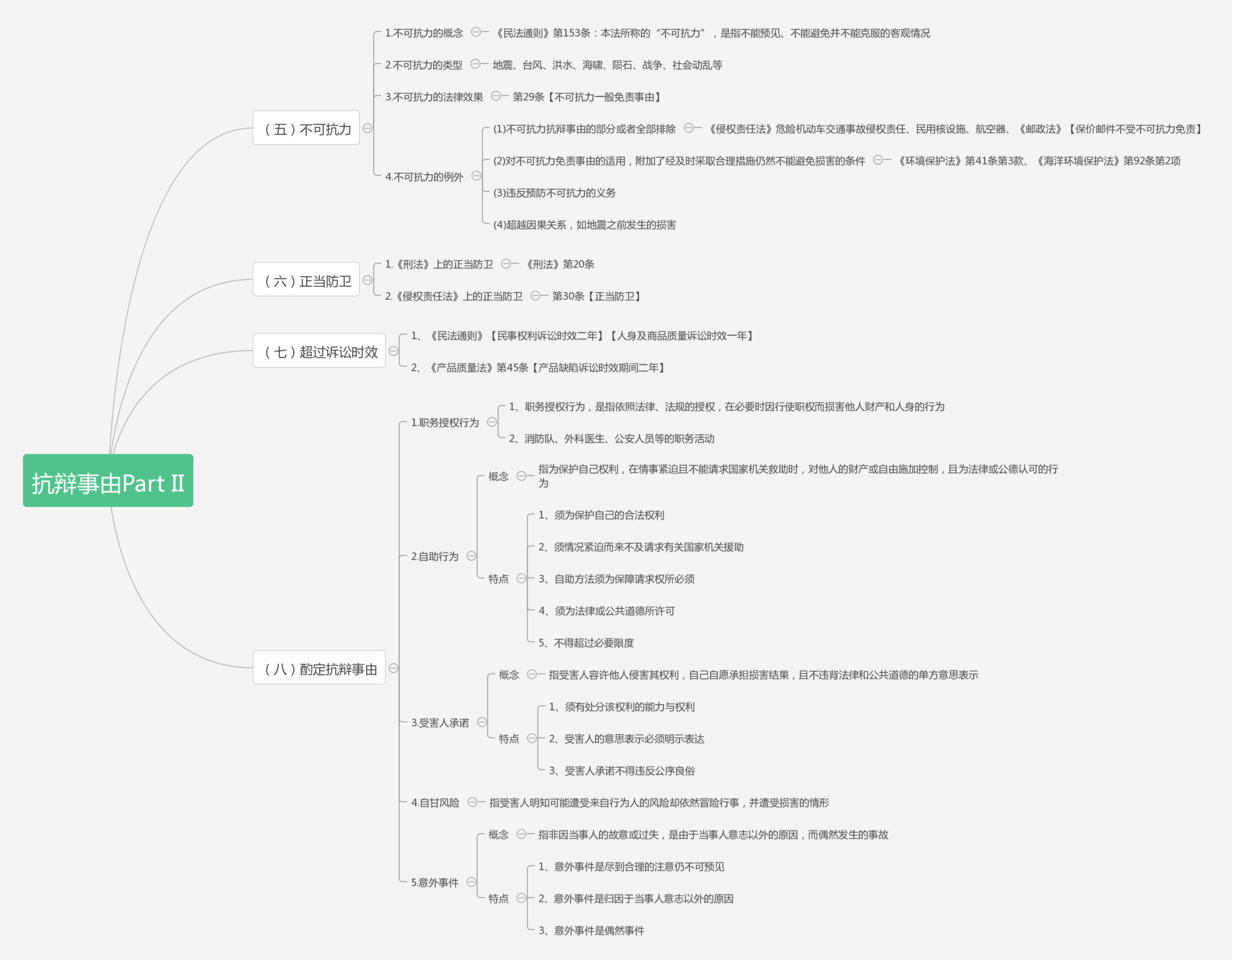 抗辩事由Part II
（五）不可抗力
1.不可抗力的概念
《民法通则》第153条：本法所称的“不可抗力”，是指不能预见、不能避免并不能克服的客观情况
2.不可抗力的类型
地震、台风、洪水、海啸、陨石、战争、社会动乱等
3.不可抗力的法律效果
第29条【不可抗力一般免责事由】
4.不可抗力的例外
(1)不可抗力抗辩事由的部分或者全部排除
《侵权责任法》危险机动车交通事故侵权责任、民用核设施、航空器、《邮政法》【保价邮件不受不可抗力免责】
(2)对不可抗力免责事由的适用，附加了经及时采取合理措施仍然不能避免损害的条件
《环境保护法》第41条第3款、《海洋环境保护法》第92条第2项
(3)违反预防不可抗力的义务
(4)超越因果关系，如地震之前发生的损害
（六）正当防卫
1.《刑法》上的正当防卫
《刑法》第20条
2.《侵权责任法》上的正当防卫
第30条【正当防卫】
（七）超过诉讼时效
1、《民法通则》【民事权利诉讼时效二年】【人身及商品质量诉讼时效一年】
2、《产品质量法》第45条【产品缺陷诉讼时效期间二年】
（八）酌定抗辩事由
1.职务授权行为
1、职务授权行为，是指依照法律、法规的授权，在必要时因行使职权而损害他人财产和人身的行为
2、消防队、外科医生、公安人员等的职务活动
2.自助行为
概念
指为保护自己权利，在情事紧迫且不能请求国家机关救助时，对他人的财产或自由施加控制，且为法律或公德认可的行
为
特点
1、须为保护自己的合法权利
2、须情况紧迫而来不及请求有关国家机关援助
3、自助方法须为保障请求权所必须
4、须为法律或公共道德所许可
5、不得超过必要限度
3.受害人承诺
概念
指受害人容许他人侵害其权利，自己自愿承担损害结果，且不违背法律和公共道德的单方意思表示
特点
1、须有处分该权利的能力与权利
2、受害人的意思表示必须明示表达
3、受害人承诺不得违反公序良俗
4.自甘风险
指受害人明知可能遭受来自行为人的风险却依然冒险行事，并遭受损害的情形
5.意外事件
概念
指非因当事人的故意或过失，是由于当事人意志以外的原因，而偶然发生的事故
特点
1、意外事件是尽到合理的注意仍不可预见
2、意外事件是归因于当事人意志以外的原因
3、意外事件是偶然事件